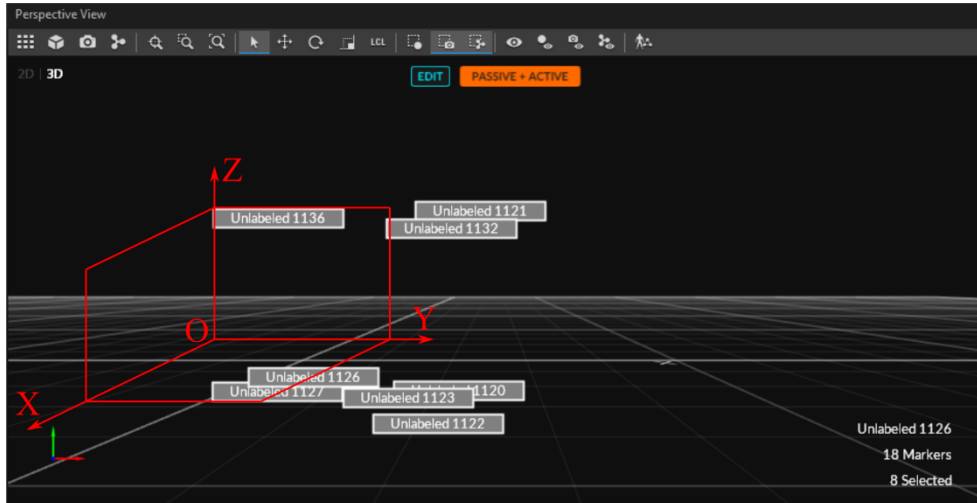 Perspective View
LCL
2D | 3D
EDIT
PASSIVE + ACTIVE
Z
Unlabeled 1136
Unlabeled 1121
Unlabeled 1132
O
Y
Unlabeled 1126
Unlabeled 1127
1120
Unlabeled 1123
X
Unlabeled 1122
Unlabeled 1126
18 Markers
8 Selected